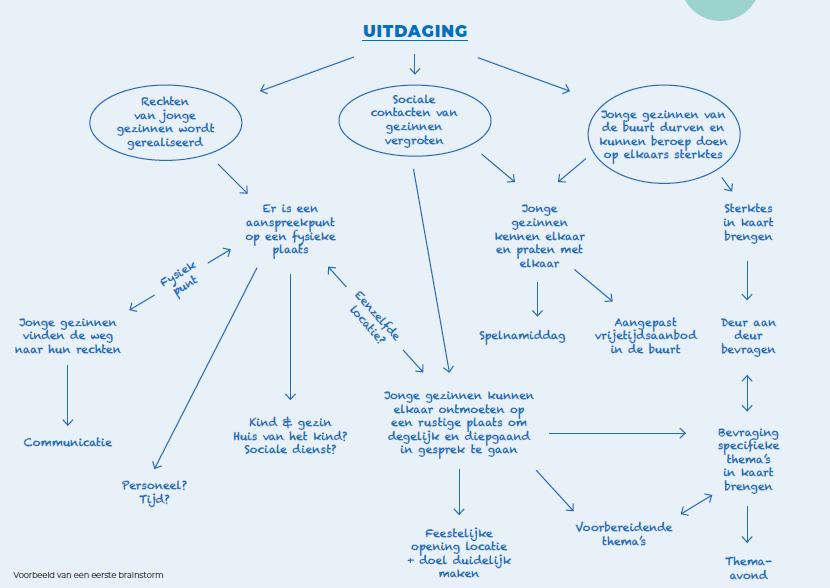 UITDAGING
Rechten
van jonge
gezinnen wordt
gerealiseerd
Sociale
contacten van
gezinnen
vergroten
Jonge gezinnen van
de buurt durven en
kunnen beroep doen
op elkaars sterktes
Er is een
aanspreekpunt
op een fysieke
plaats
Jonge
gezinnen
kennen elkaar
en praten met
elkaar
Sterktes
in kaart
brengen
Fysiek
punt
Eenzelfde
locatie?
Jonge gezinnen
vinden de weg
naar hun rechten
Spelnamiddag
Aangepast
vrijetijdsaanbod
in de buurt
Deur aan
deur
bevragen
Communicatie
Personeel?
Tijd?
Kind & gezin
Huis van het kind?
Sociale dienst?
Jonge gezinnen kunnen
elkaar ontmoeten op
een rustige plaats om
degelijk en diepgaand
in gesprek te gaan
Bevraging
specifieke
thema's
in kaart
brengen
Feestelijke
opening locatie
+ doel duidelijk
maken
Voorbereidende
thema's
Thema-
avond
Voorbeeld van een eerste brainstorm